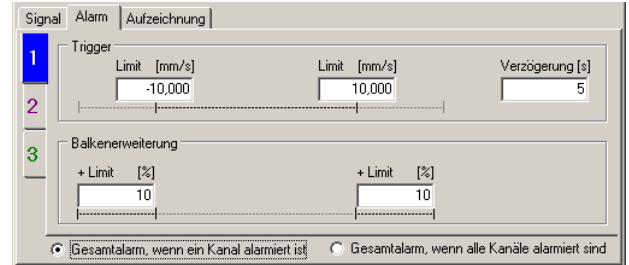 Signal Alarm Aufzeichnung
1
2
3
Trigger
Limit [mm/s] Limit [mm/s] Verzögerung [s]
-10,000 10,000 5
Balkenerweiterung
+ Limit [%] + Limit [%]
10 10
Gesamtalarm, wenn ein Kanal alarmiert ist Gesamtalarm, wenn alle Kanäle alarmiert sind